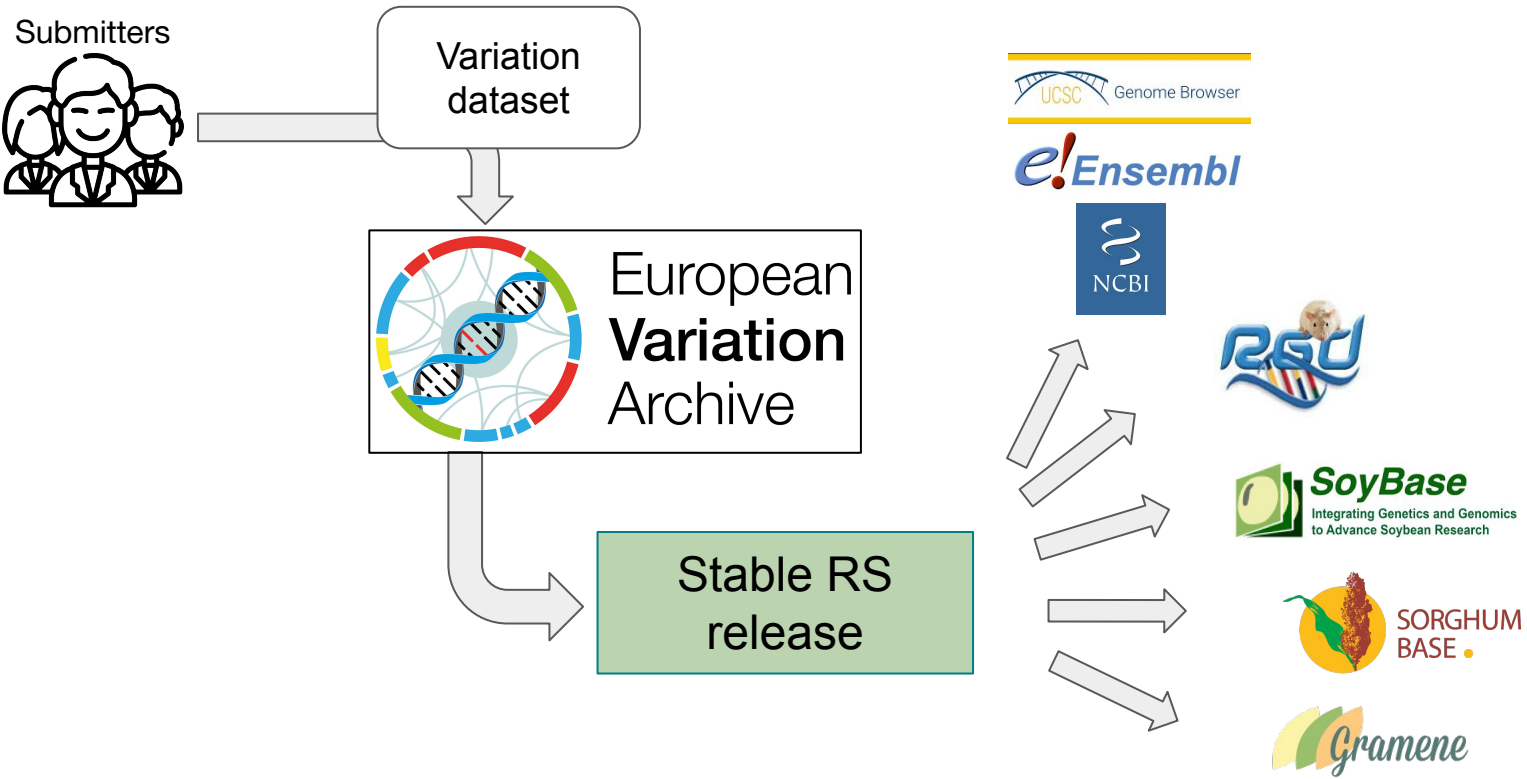 Submitters
Variation
dataset
UCSC Genome Browser
e!Ensembl
NCBI
European
Variation
Archive
RGD
SoyBase
Integrating Genetics and Genomics
to Advance Soybean Research
Stable RS
release
SORGHUM
BASE
Gramene